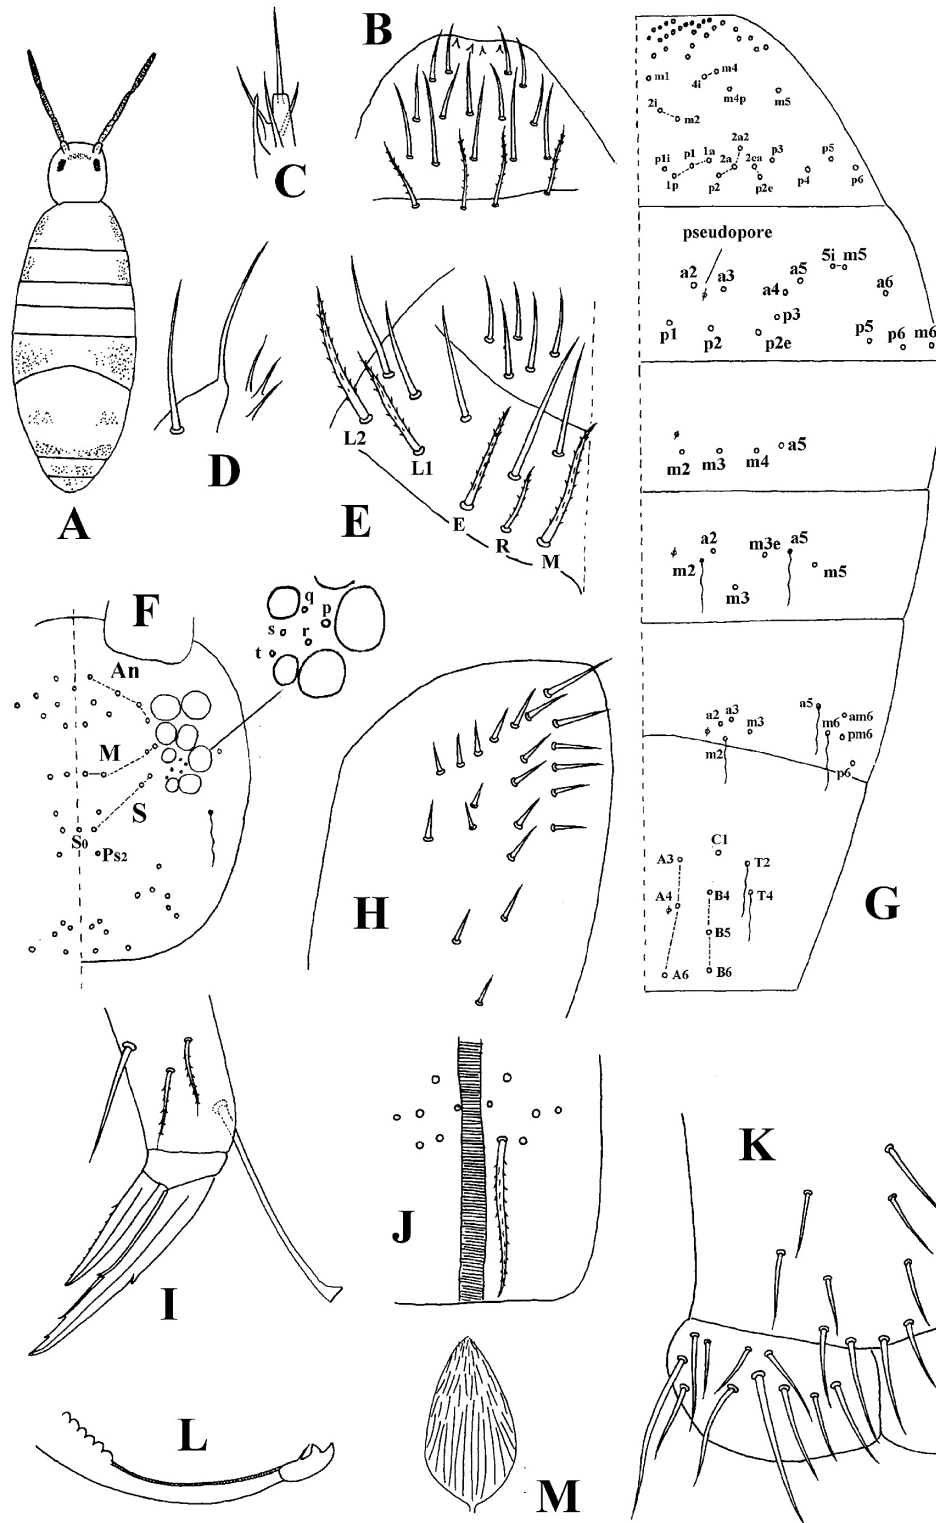 A
B
C
D
L2
L1
E
E
R
M
F
An
M
S
S0
Ps2
q
p
s
r
t
m1
4i
m4
m4p
m5
2i
m2
2a2
p1i
p1
1a
2a
2ea
p3
p5
1p
p2
p2e
p4
p6
pseudopore
5i
m5
a2
a3
a5
a4
a6
p3
p1
p2
p2e
p5
p6
m6
ϕ
ϕ
m2
m3
m4
a5
ϕ
a2
m3e
a5
m2
m5
m3
a5
a2
a3
m3
m6
am6
pm6
ϕ
m2
p6
C1
A3
T2
A4
B4
T4
ϕ
B5
A6
B6
G
H
I
J
K
L
M